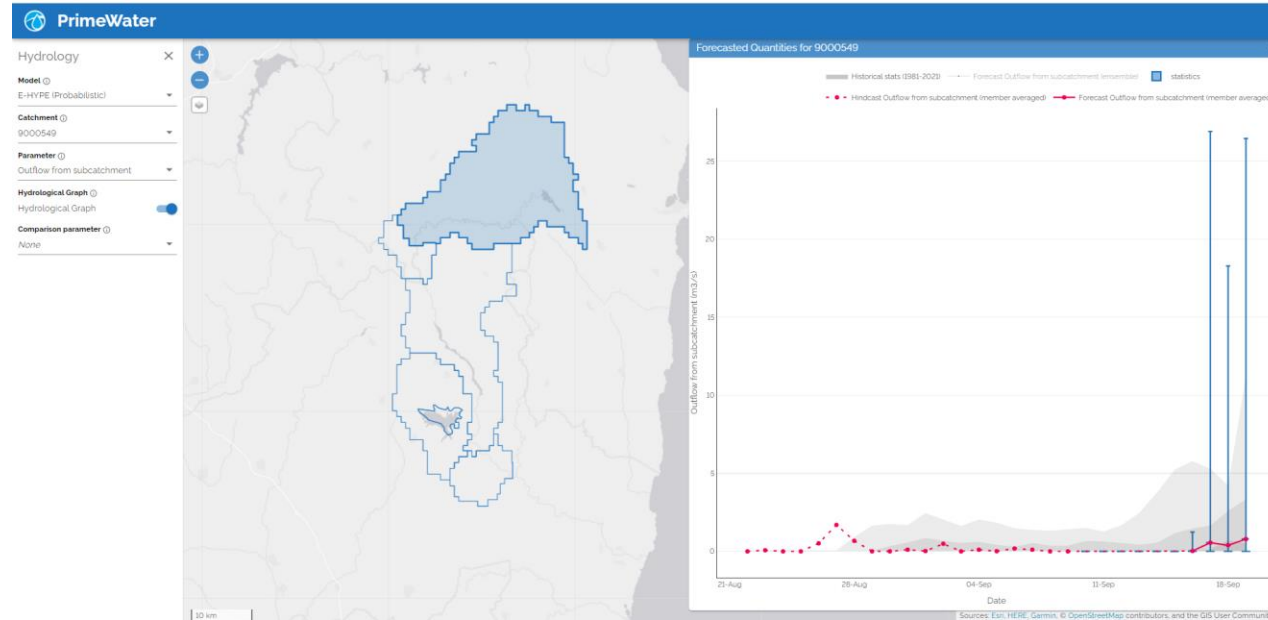 PrimeWater
Hydrology
Model
E-HYPE (Probabilistic)
Catchment
9000549
Parameter
Outflow from subcatchment
Hydrological Graph
Hydrological Graph
Comparison parameter
None
10 km
Forecasted Quantities for 9000549
Historical stats (1981-2021) Forecast Outflow from subcatchment (ensemble) statistics
Hindcast Outflow from subcatchment (member averaged) Forecast Outflow from subcatchment (member averaged
Outflow from subcatchment (m3/s)
25
20
15
10
5
0
21-Aug 28-Aug 04-Sep 11-Sep 18-Sep
Date
Sources: Esri, HERE, Garmin, © OpenStreetMap contributors, and the GIS User Communit